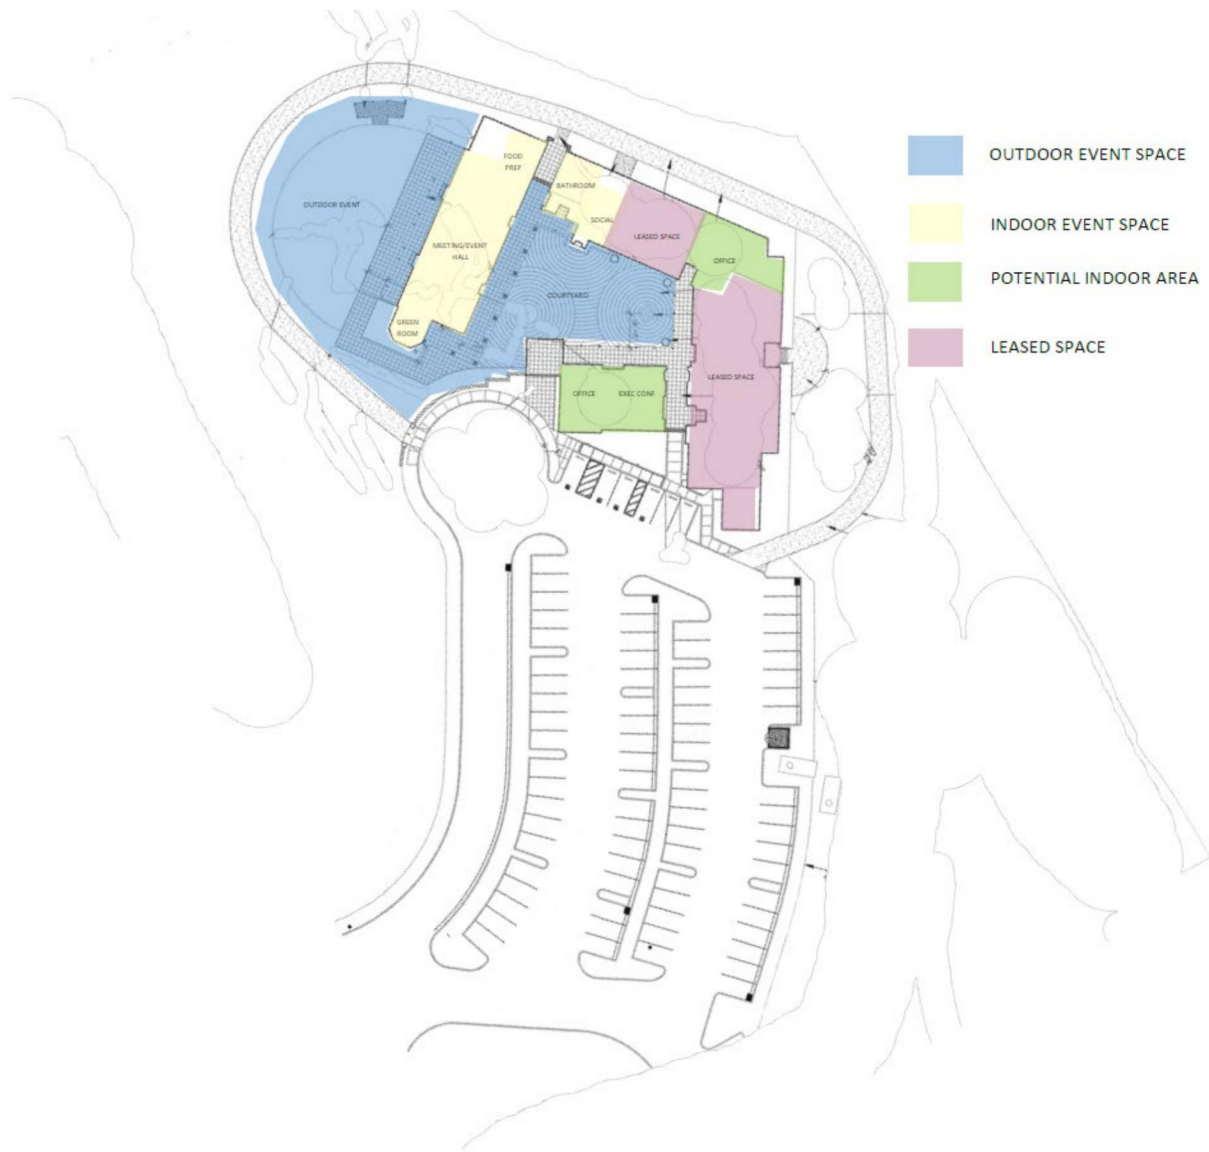 OUTDOOR EVENT SPACE
INDOOR EVENT SPACE
POTENTIAL INDOOR AREA
LEASED SPACE
FOOD
PREP
BATHROOM
SOCIAL
OUTDOOR EVENT
LEASED SPACE
MEETING/EVENT
HALL
OFFICE
COURTYARD
GREEN
ROOM
LEASED SPACE
OFFICE
EXEC CONF
20'